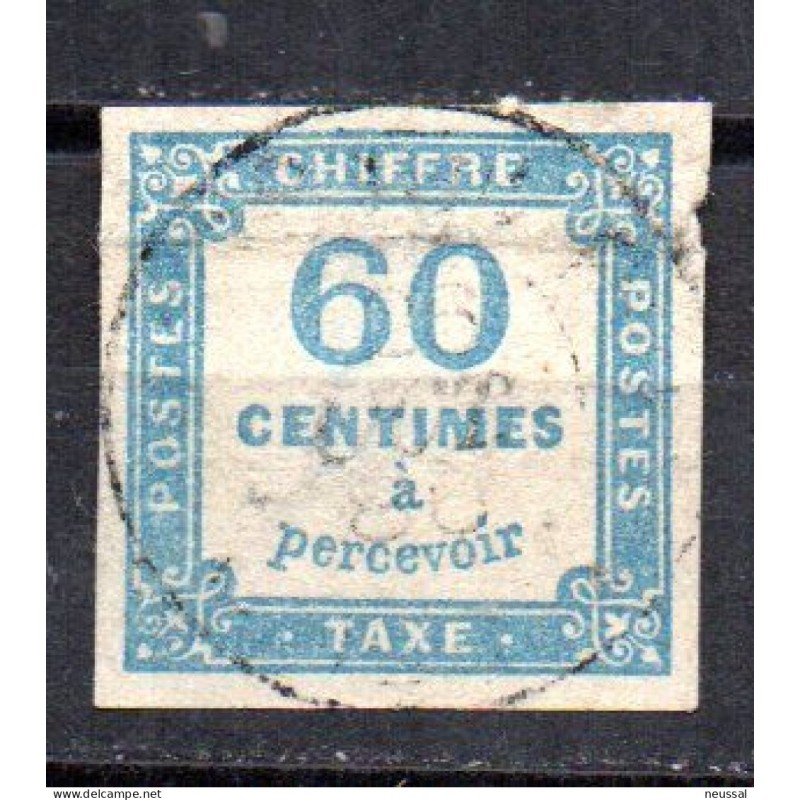 CHIFFRE
POSTES
POSTES
60
CENTIMES
à
percevoir
· TAXE ·
www.delcampe.net
neussal